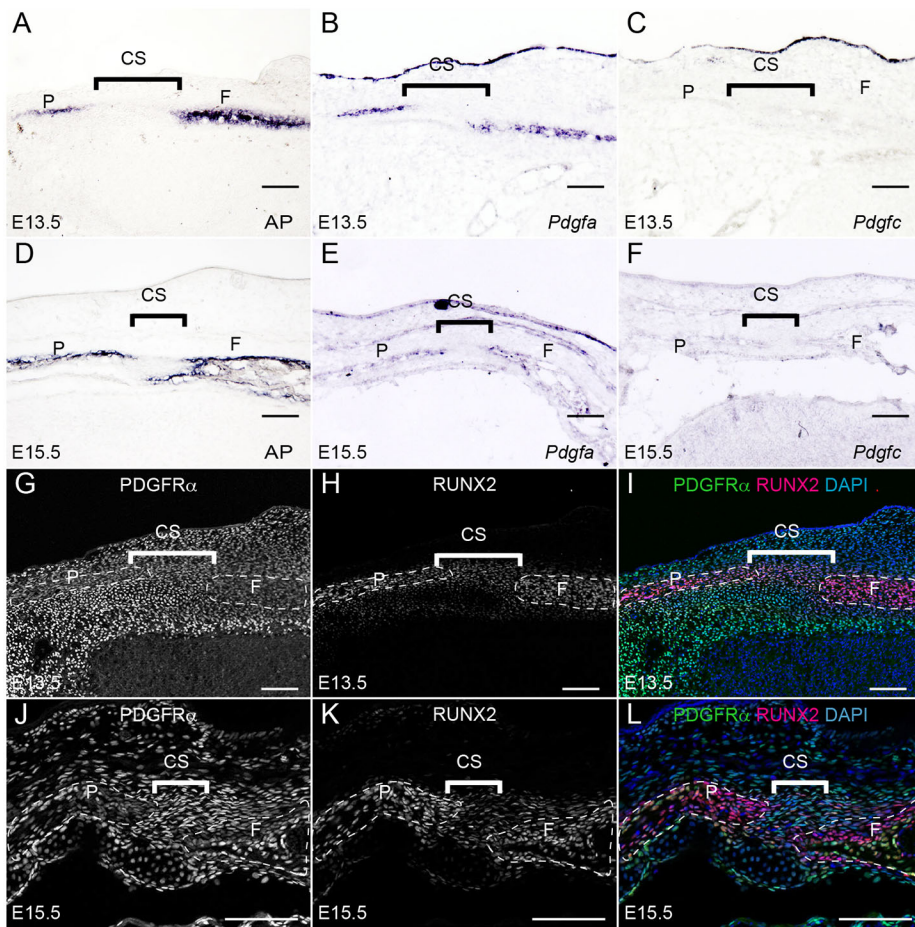 A
CS
P
F
E13.5
AP
B
CS
E13.5
Pdgfa
C
CS
P
F
E13.5
Pdgfc
D
CS
P
F
E15.5
AP
E
CS
P
F
E15.5
Pdgfa
F
CS
P
F
E15.5
Pdgfc
G
PDGFRα
CS
P
F
E13.5
H
RUNX2
CS
P
F
E13.5
I
PDGFRα RUNX2 DAPI
CS
P
F
E13.5
J
PDGFRα
CS
P
F
E15.5
K
RUNX2
CS
P
F
E15.5
L
PDGFRα RUNX2 DAPI
CS
P
F
E15.5